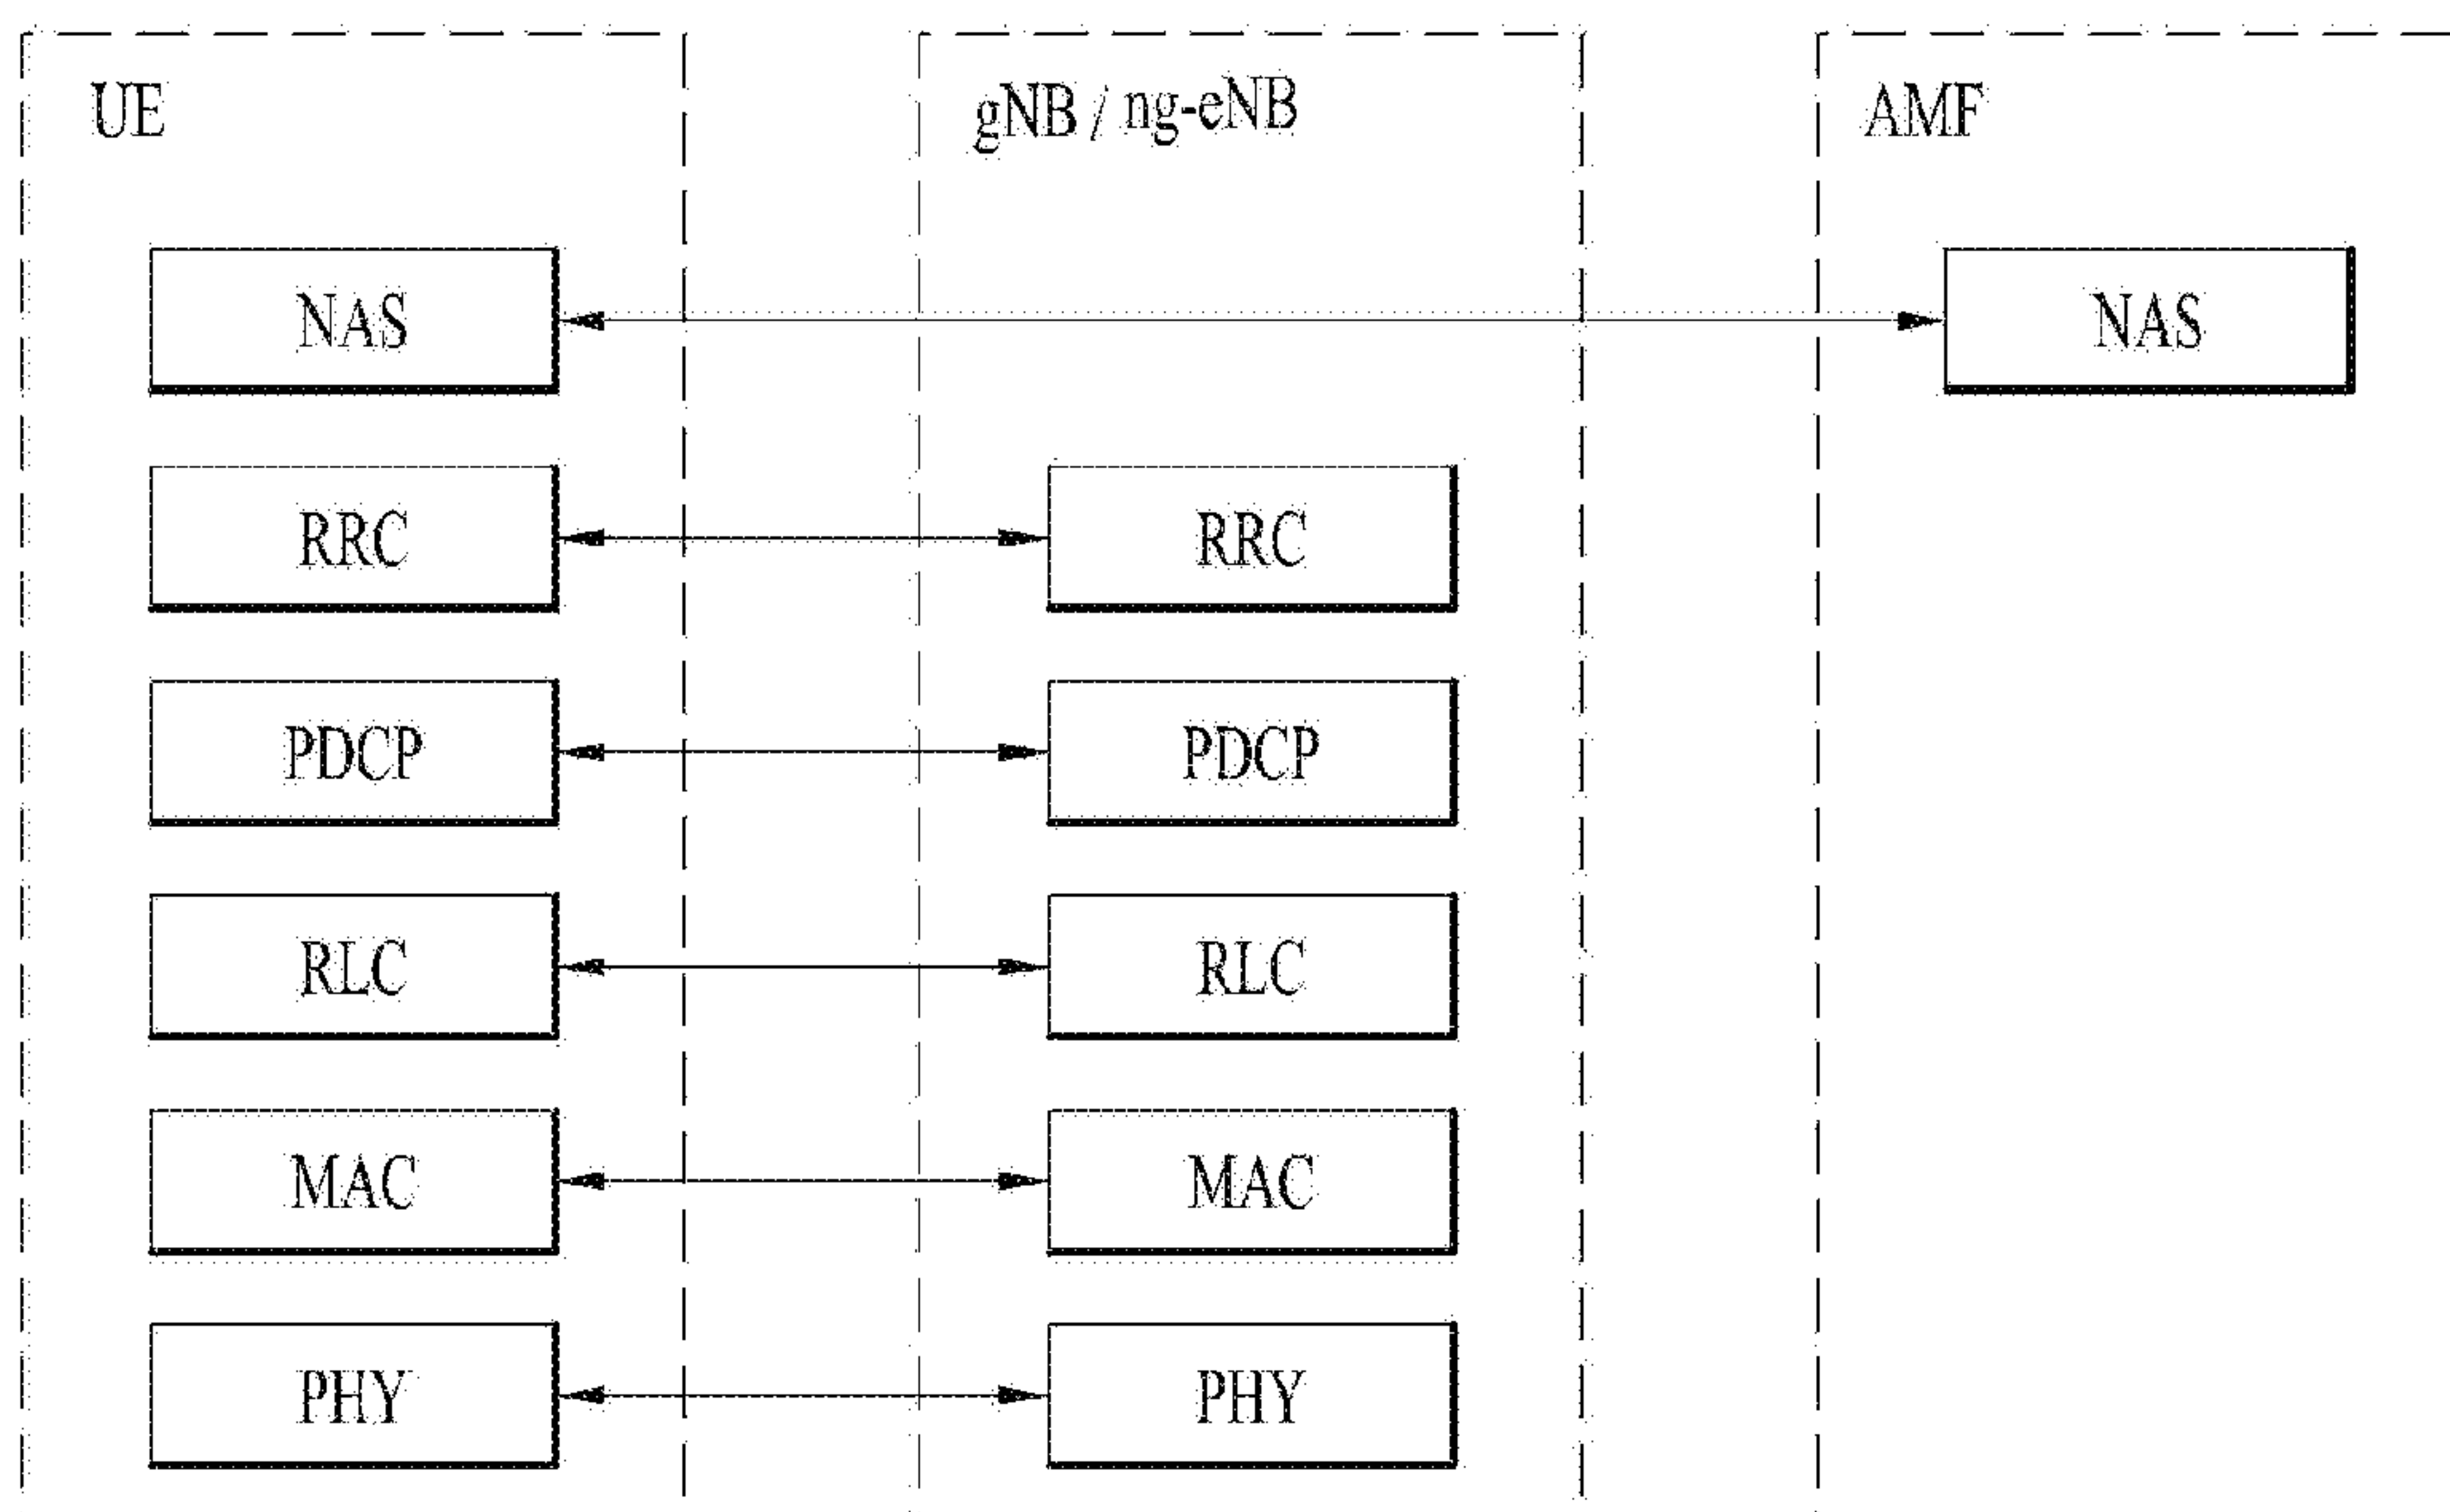 UE
gNB / ng-eNB
AMF
NAS
NAS
RRC
RRC
PDCP
PDCP
RLC
RLC
MAC
MAC
PHY
PHY